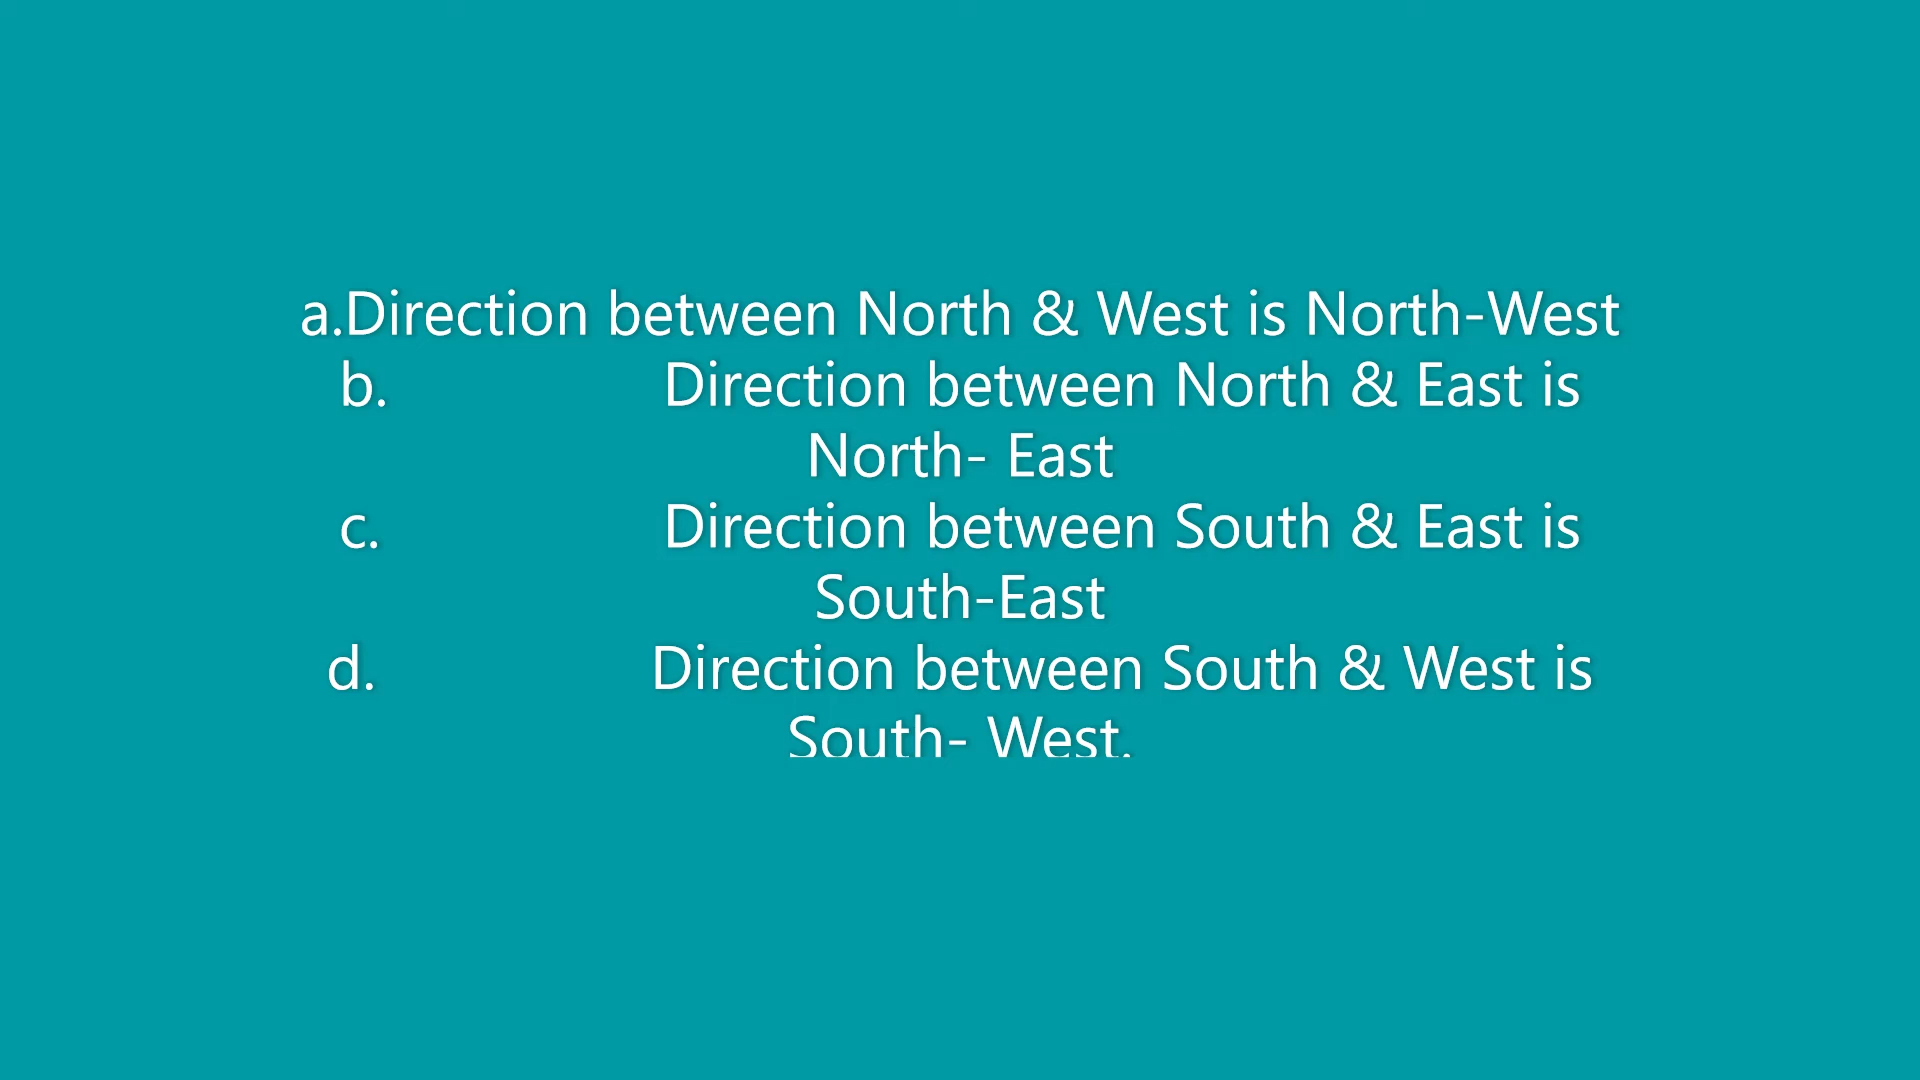 a.Direction between North & West is North-West
b. Direction between North & East is
North- East
c. Direction between South & East is
South-East
d. Direction between South & West is
South- West.